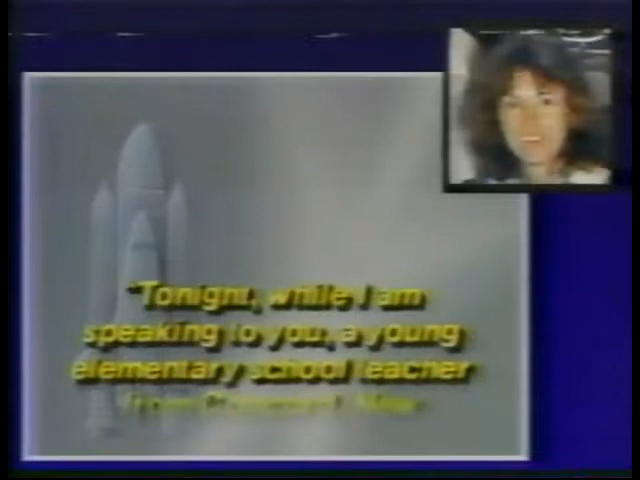 "Tonight, while I am
speaking to you, a young
elementary school teacher